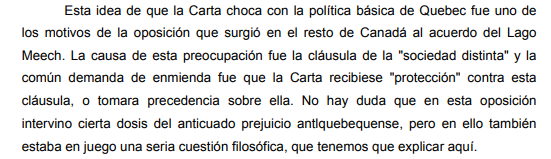 Esta idea de que la Carta choca con la política básica de Quebec fue uno de
los motivos de la oposición que surgió en el resto de Canadá al acuerdo del Lago
Meech. La causa de esta preocupación fue la cláusula de la "sociedad distinta" y la
común demanda de enmienda fue que la Carta recibiese "protección" contra esta
cláusula, o tomara precedencia sobre ella. No hay duda que en esta oposición
intervino cierta dosis del anticuado prejuicio antlquebequense, pero en ello también
estaba en juego una seria cuestión filosófica, que tenemos que explicar aquí.